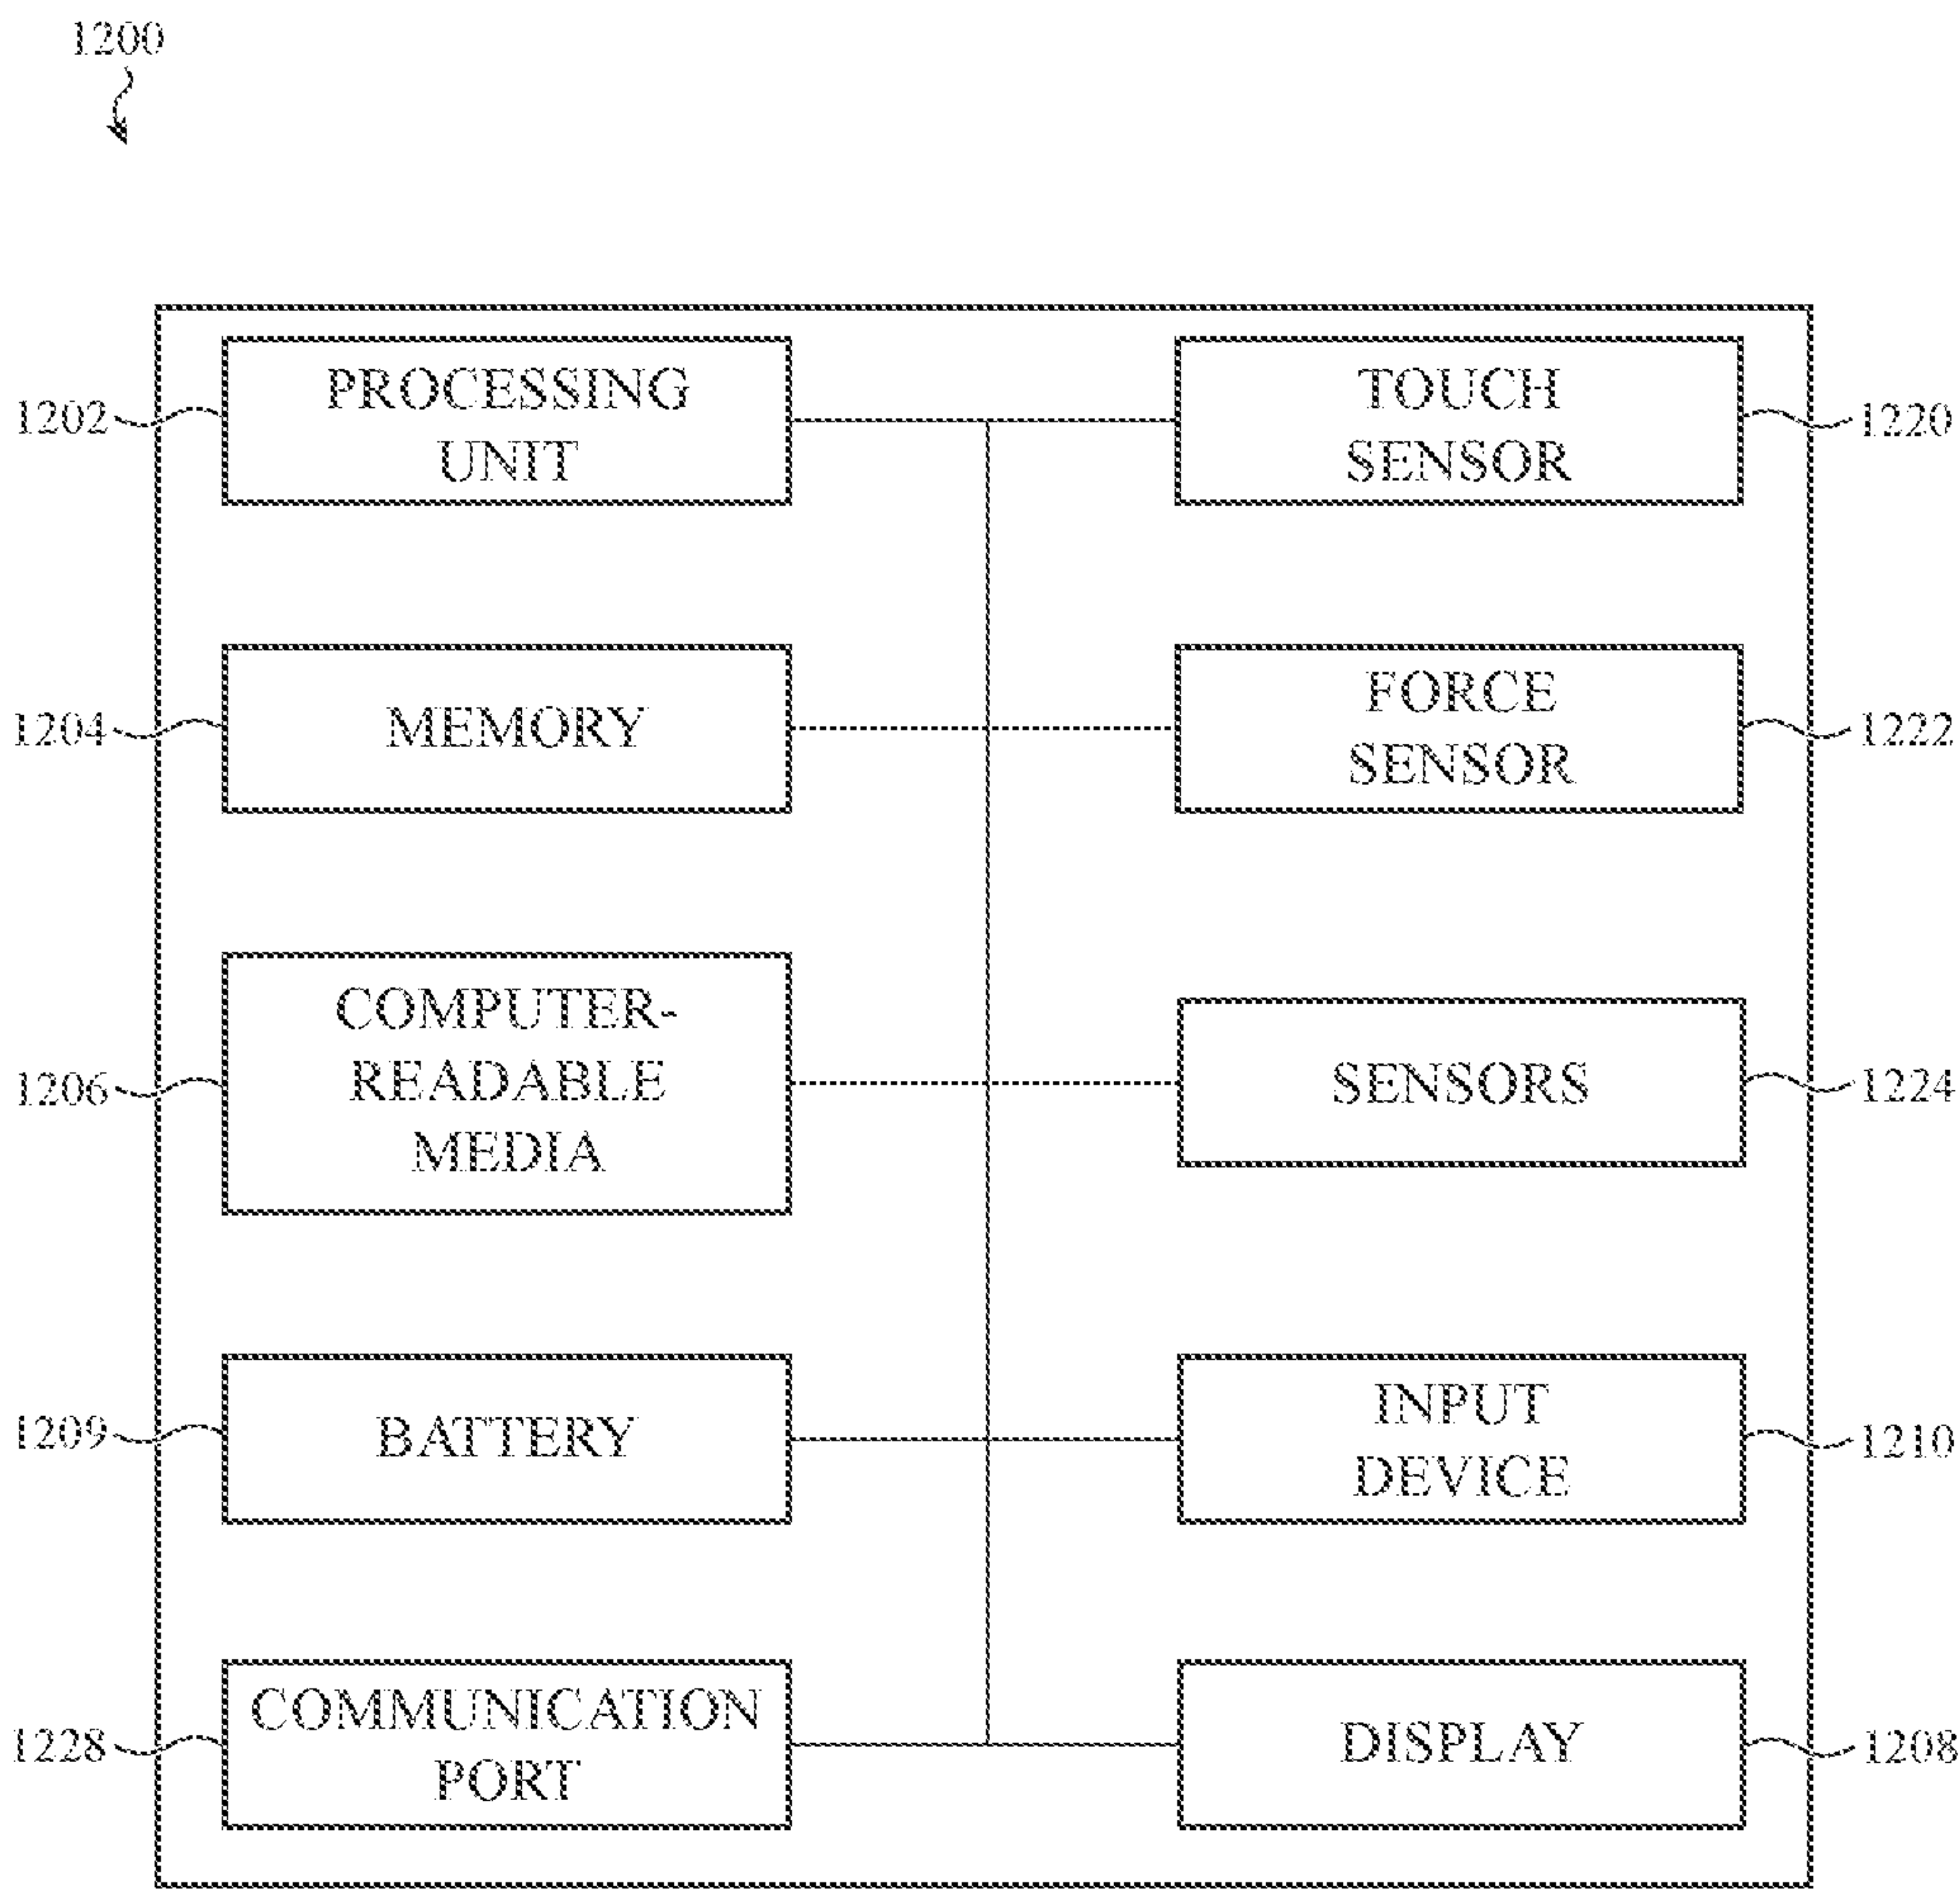 1200
1202
PROCESSING
UNIT
TOUCH
SENSOR
1220
1204
MEMORY
FORCE
SENSOR
1222
1206
COMPUTER-
READABLE
MEDIA
SENSORS
1224
1209
BATTERY
INPUT
DEVICE
1210
1228
COMMUNICATION
PORT
DISPLAY
1208